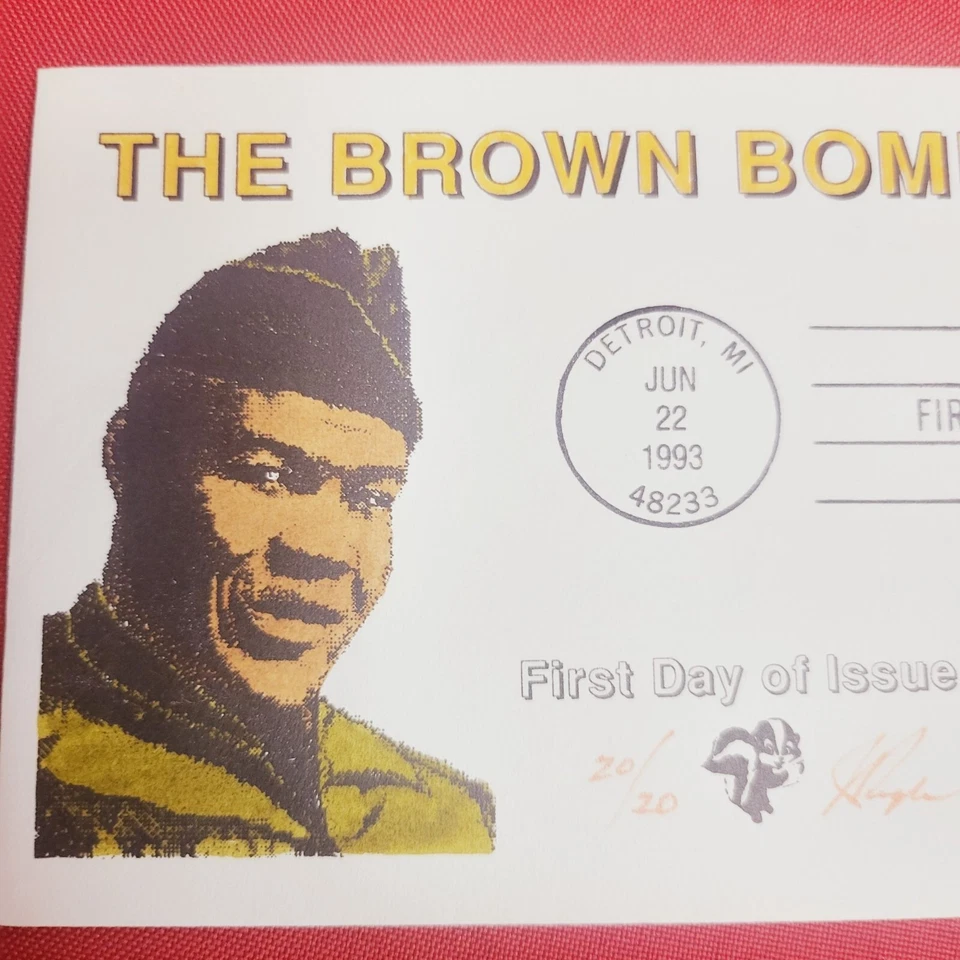 THE BROWN BOM
DETROIT, MI
JUN
22
1993
48233
FIR
First Day of Issue
20/20